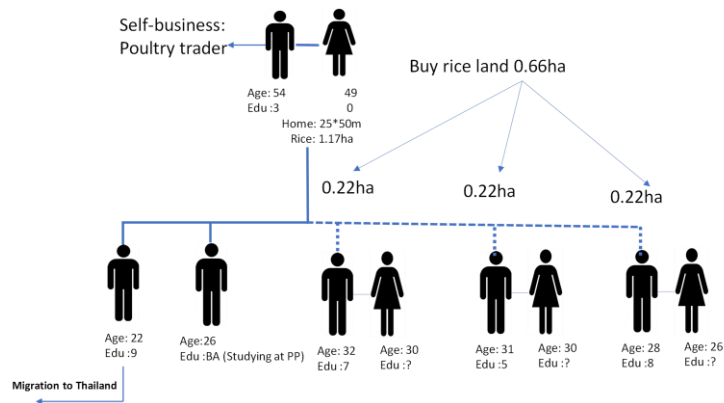 Self-business:
Poultry trader
Buy rice land 0.66ha
Age: 54 49
Edu :3 0
Home: 25*50m
Rice: 1.17ha
0.22ha 0.22ha 0.22ha
Age: 22
Edu :9
Age:26
Edu :BA (Studying at PP)
Age: 32
Edu :7
Age: 30
Edu :?
Age: 31
Edu :5
Age: 30
Edu :?
Age: 28
Edu :8
Age: 26
Edu :?
Migration to Thailand